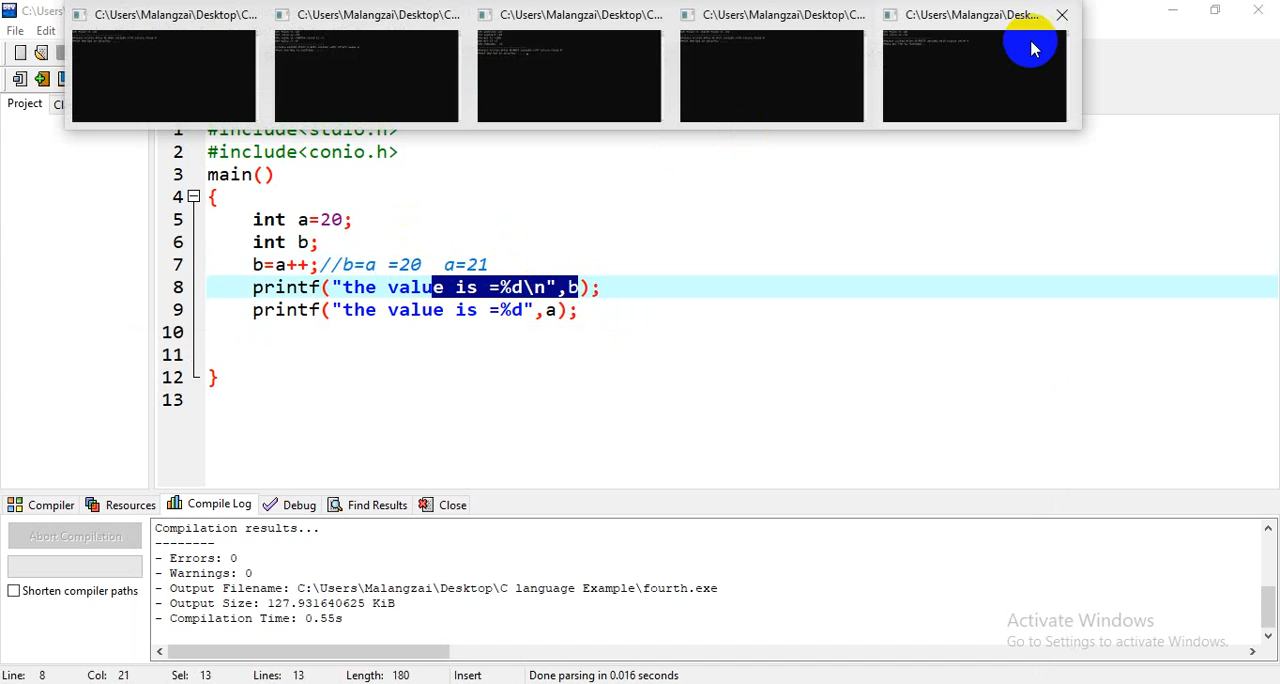 C:\Users\Malangzai\Desktop\C...
C:\Users\Malangzai\Desktop\C...
C:\Users\Malangzai\Desktop\C...
C:\Users\Malangzai\Desktop\C...
C:\Users\Malangzai\Desk...
C:\Users
File Edit
Project
1 #include<stdio.h>
2 #include<conio.h>
3 main()
4 {
5 int a=20;
6 int b;
7 b=a++;//b=a =20 a=21
8 printf("the value is =%d\n",b);
9 printf("the value is =%d",a);
10
11
12 }
13
Compiler Resources Compile Log Debug Find Results Close
Abort Compilation
Shorten compiler paths
Compilation results...
--------
- Errors: 0
- Warnings: 0
- Output Filename: C:\Users\Malangzai\Desktop\C language Example\fourth.exe
- Output Size: 127.931640625 KiB
- Compilation Time: 0.55s
Activate Windows
Go to Settings to activate Windows.
Line: 8 Col: 21 Sel: 13 Lines: 13 Length: 180 Insert Done parsing in 0.016 seconds